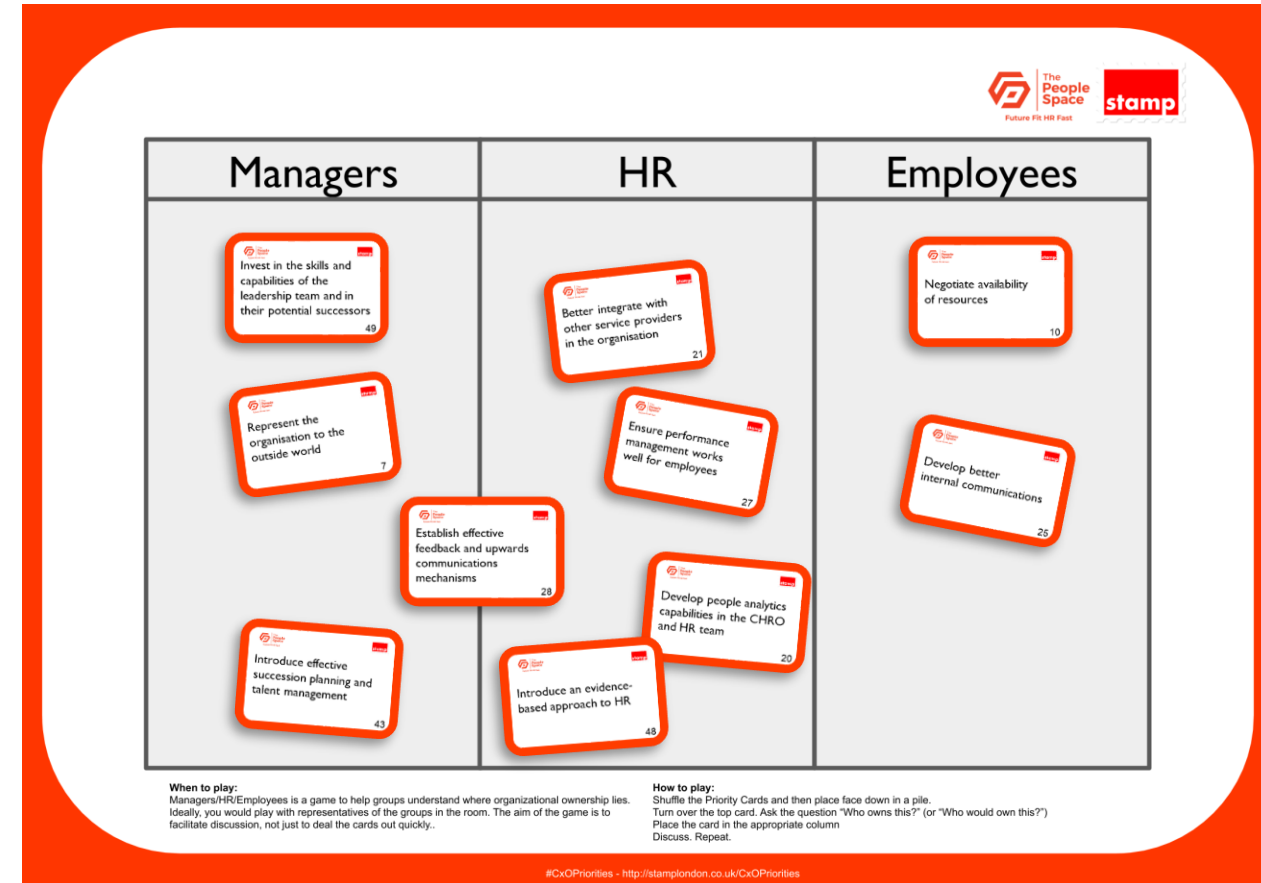 The
People
Space
Future Fit HR Fast
stamp
Managers
HR
Employees
Invest in the skills and
capabilities of the
leadership team and in
their potential successors
49
Represent the
organisation to the
outside world
7
Establish effective
feedback and upwards
communications
mechanisms
28
Introduce effective
succession planning and
talent management
43
Better integrate with
other service providers
in the organisation
21
Ensure performance
management works
well for employees
27
Develop people analytics
capabilities in the CHRO
and HR team
20
Introduce an evidence-
based approach to HR
48
Negotiate availability
of resources
10
Develop better
internal communications
25
When to play:
Managers/HR/Employees is a game to help groups understand where organizational ownership lies.
Ideally, you would play with representatives of the groups in the room. The aim of the game is to
facilitate discussion, not just to deal the cards out quickly..
How to play:
Shuffle the Priority Cards and then place face down in a pile.
Turn over the top card. Ask the question “Who owns this?” (or “Who would own this?”)
Place the card in the appropriate column
Discuss. Repeat.
#CxOPriorities - http://stamplondon.co.uk/CxOPriorities